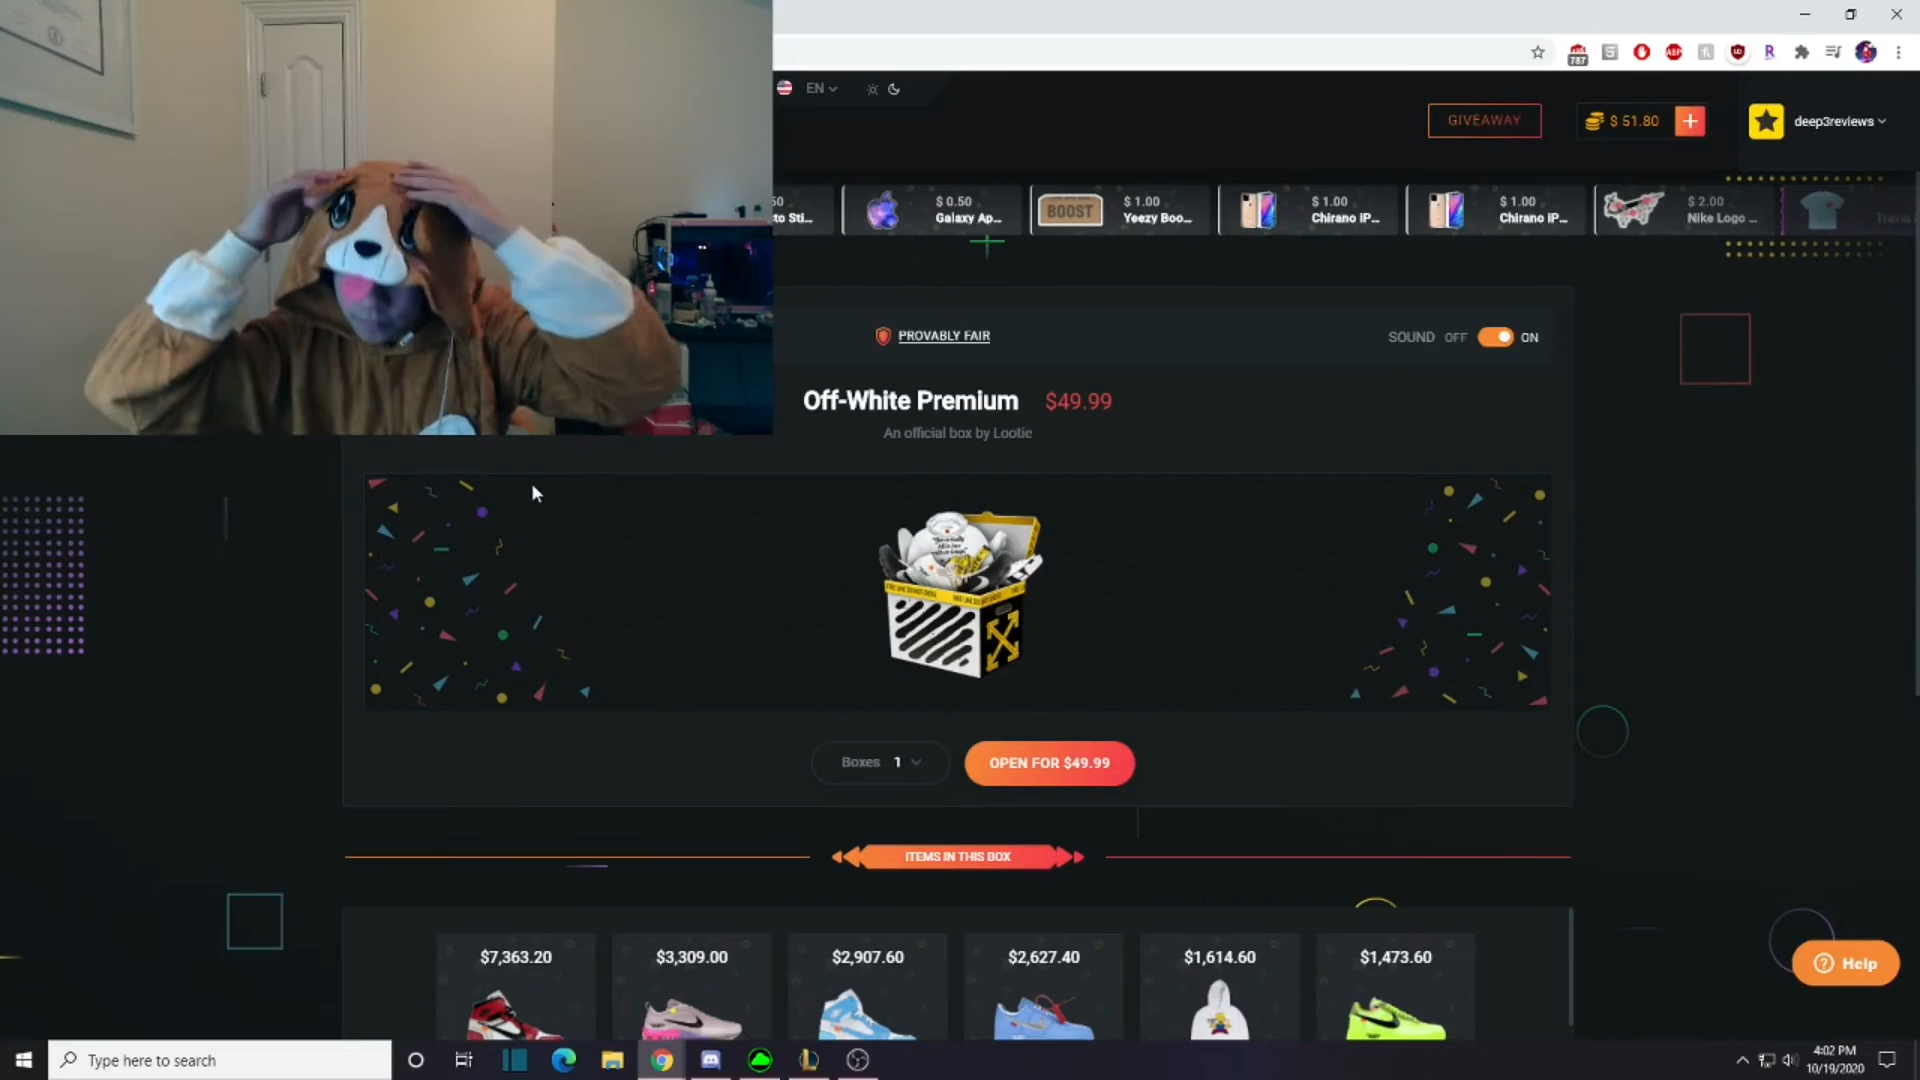 787
EN
GIVEAWAY
$ 51.80
deep3reviews
50
to Sti...
$ 0.50
Galaxy Ap...
BOOST
$ 1.00
Yeezy Boo...
$ 1.00
Chirano iP...
$ 1.00
Chirano iP...
$ 2.00
Nike Logo ...
PROVABLY FAIR
SOUND OFF ON
Off-White Premium $49.99
An official box by Lootie
Boxes 1
OPEN FOR $49.99
ITEMS IN THIS BOX
$7,363.20
$3,309.00
$2,907.60
$2,627.40
$1,614.60
$1,473.60
Help
Type here to search
4:02 PM
10/19/2020